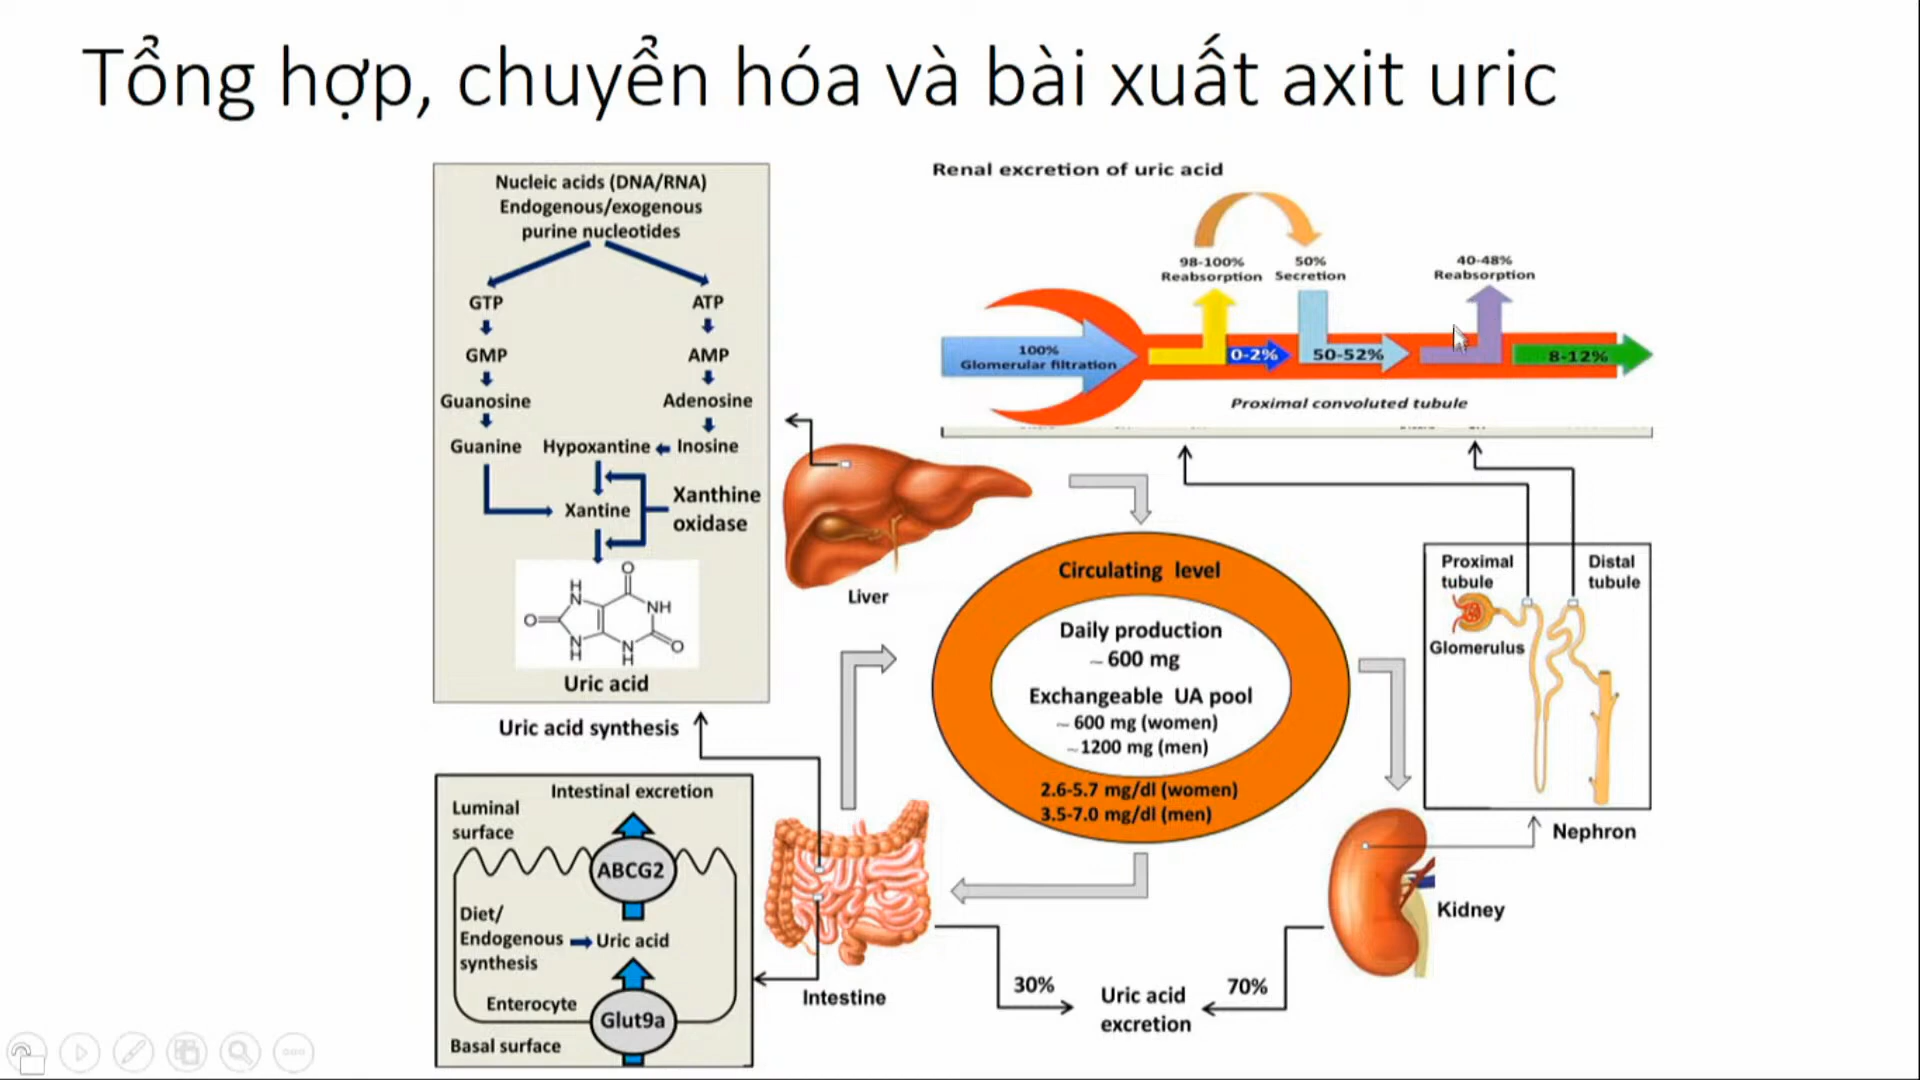 Tổng hợp, chuyển hóa và bài xuất axit uric
Nucleic acids (DNA/RNA)
Endogenous/exogenous
purine nucleotides
GTP
ATP
GMP
AMP
Guanosine
Adenosine
Guanine
Hypoxantine
Inosine
Xantine
Xanthine
oxidase
O
H
N
NH
O
N
H
N
H
O
Uric acid
Uric acid synthesis
Renal excretion of uric acid
98-100%
Reabsorption
50%
Secretion
40-48%
Reabsorption
100%
Glomerular filtration
0-2%
50-52%
8-12%
Proximal convoluted tubule
Liver
Circulating level
Daily production
~ 600 mg
Exchangeable UA pool
~ 600 mg (women)
~1200 mg (men)
2.6-5.7 mg/dl (women)
3.5-7.0 mg/dl (men)
Proximal
tubule
Distal
tubule
Glomerulus
Nephron
Kidney
Intestinal excretion
Luminal
surface
ABCG2
Diet/
Endogenous
synthesis
Uric acid
Enterocyte
Glut9a
Basal surface
Intestine
30%
70%
Uric acid
excretion